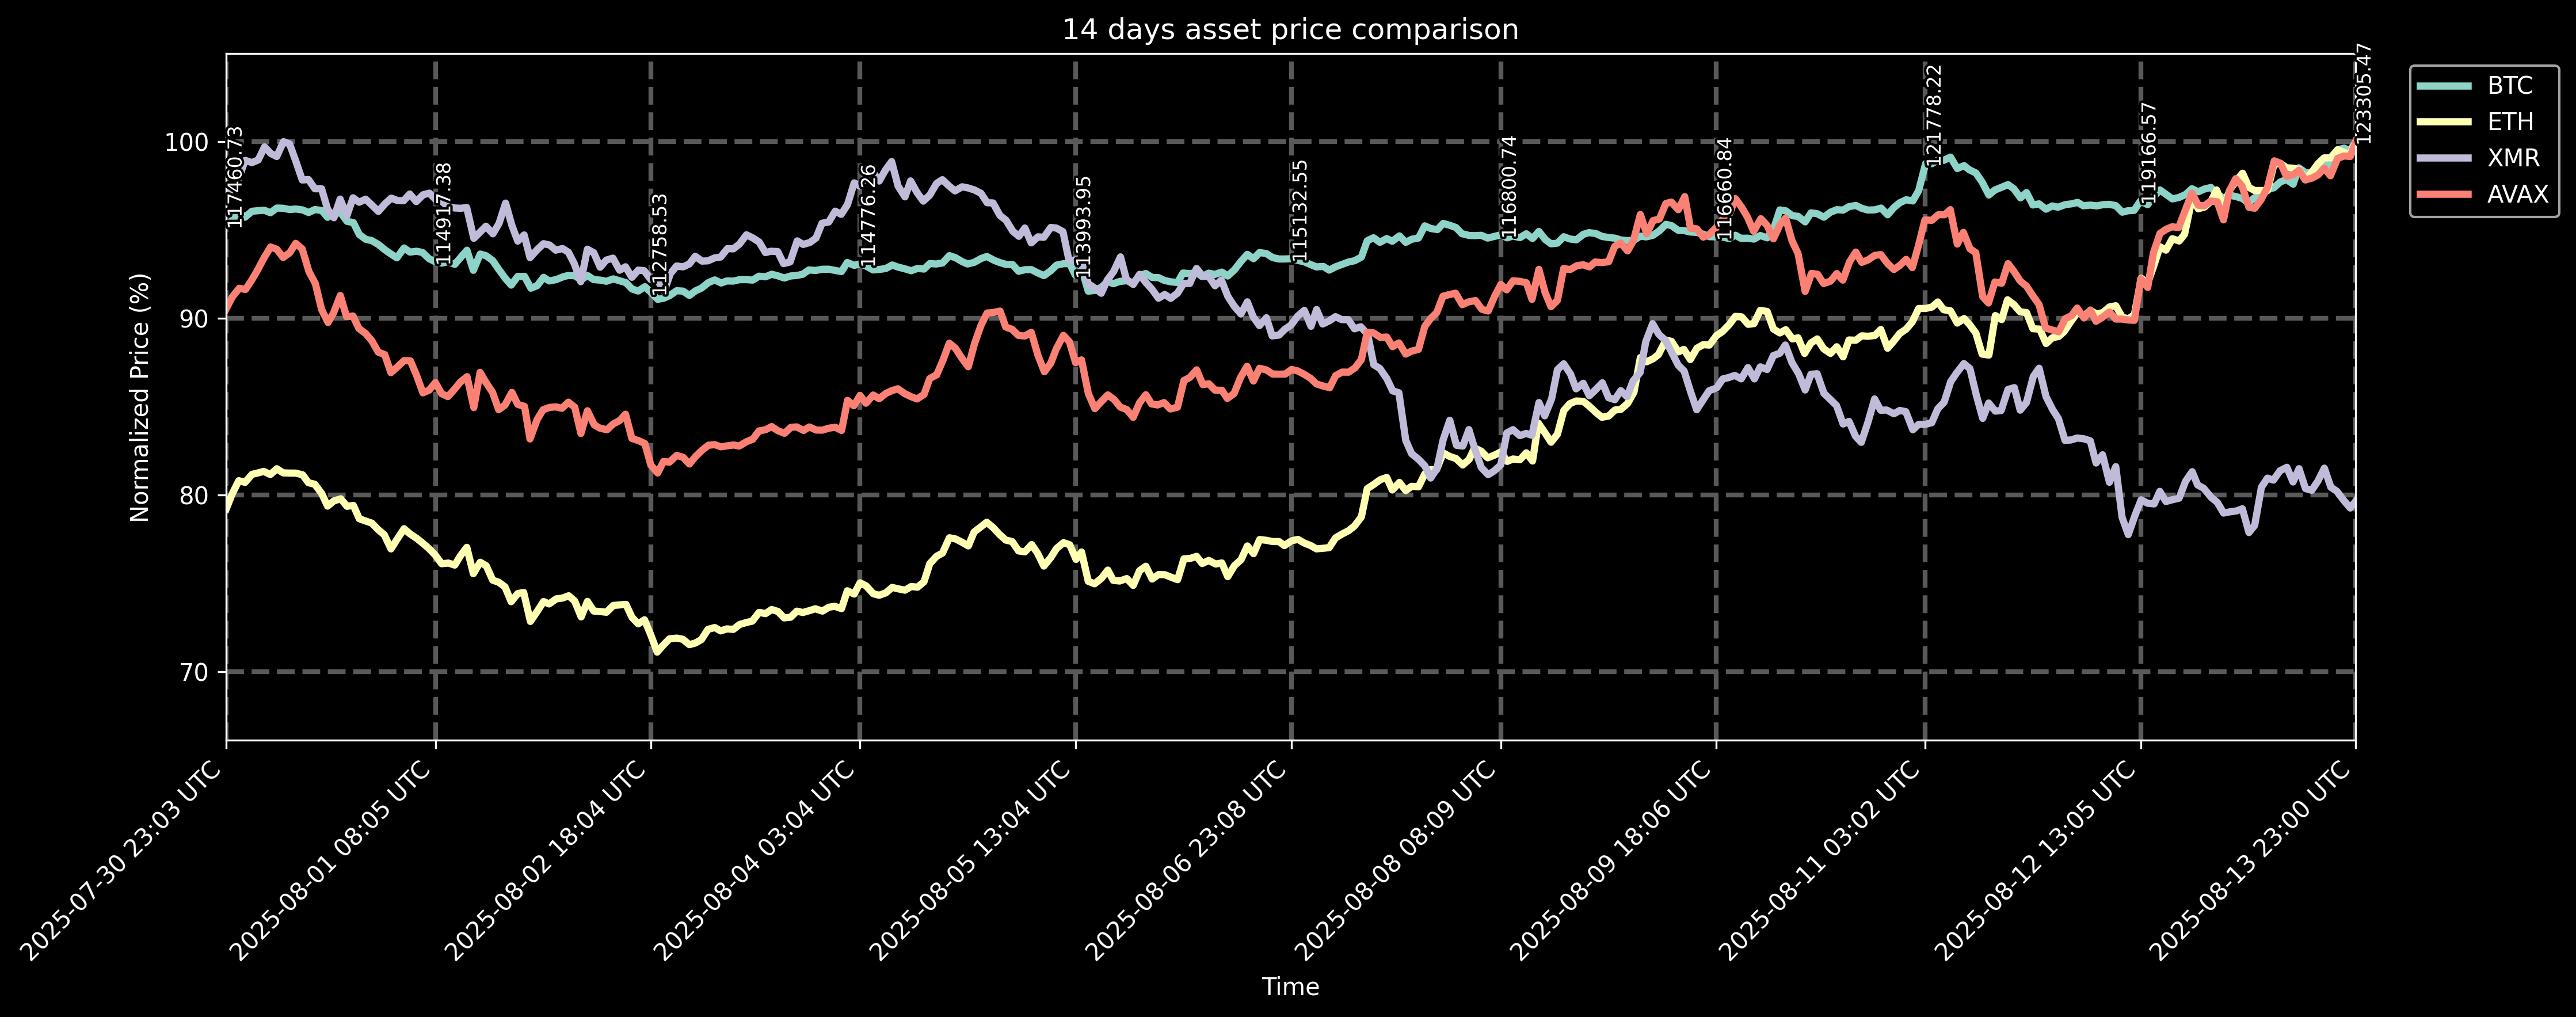 14 days asset price comparison
Normalized Price (%)
100
90
80
70
117460.73
114917.38
112758.53
114776.26
113993.95
115132.55
116800.74
116660.84
121778.22
119166.57
123305.47
BTC
ETH
XMR
AVAX
2025-07-30 23:03 UTC
2025-08-01 08:05 UTC
2025-08-02 18:04 UTC
2025-08-04 03:04 UTC
2025-08-05 13:04 UTC
2025-08-06 23:08 UTC
2025-08-08 08:09 UTC
2025-08-09 18:06 UTC
2025-08-11 03:02 UTC
2025-08-12 13:05 UTC
2025-08-13 23:00 UTC
Time